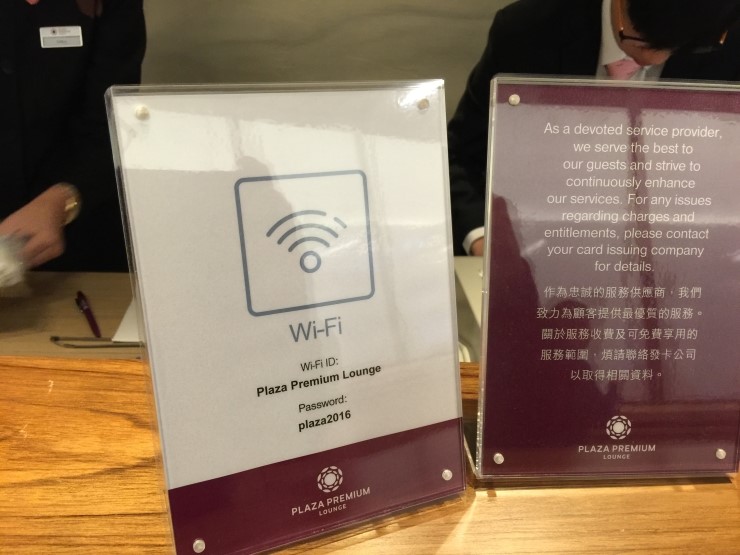 Wi-Fi
Wi-Fi ID:
Plaza Premium Lounge
Password:
plaza2016
PLAZA PREMIUM
LOUNGE
As a devoted service provider,
we serve the best to
our guests and strive to
continuously enhance
our services. For any issues
regarding charges and
entitlements, please contact
your card issuing company
for details.
作為忠誠的服務供應商，我們
致力為顧客提供最優質的服務。
關於服務收費及可免費享用的
服務範圍，煩請聯絡發卡公司
以取得相關資料。
PLAZA PREMIUM
LOUNGE